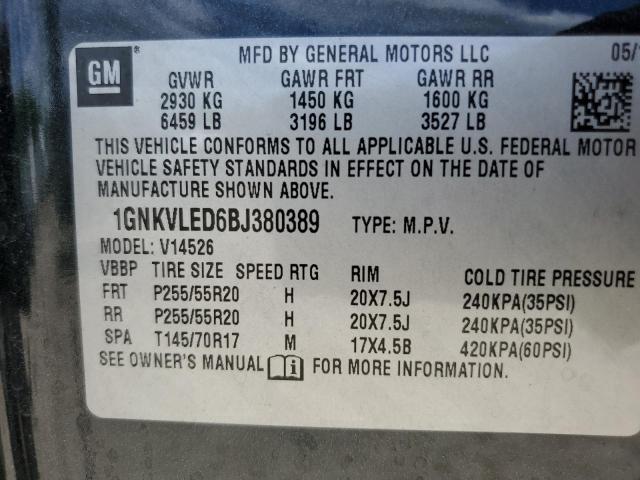 GM
MFD BY GENERAL MOTORS LLC 05/
GVWR GAWR FRT GAWR RR
2930 KG 1450 KG 1600 KG
6459 LB 3196 LB 3527 LB
THIS VEHICLE CONFORMS TO ALL APPLICABLE U.S. FEDERAL MOTOR
VEHICLE SAFETY STANDARDS IN EFFECT ON THE DATE OF
MANUFACTURE SHOWN ABOVE.
1GNKVLED6BJ380389 TYPE: M.P.V.
MODEL: V14526
VBBP TIRE SIZE SPEED RTG RIM COLD TIRE PRESSURE
FRT P255/55R20 H 20X7.5J 240KPA(35PSI)
RR P255/55R20 H 20X7.5J 240KPA(35PSI)
SPA T145/70R17 M 17X4.5B 420KPA(60PSI)
SEE OWNER'S MANUAL i FOR MORE INFORMATION.